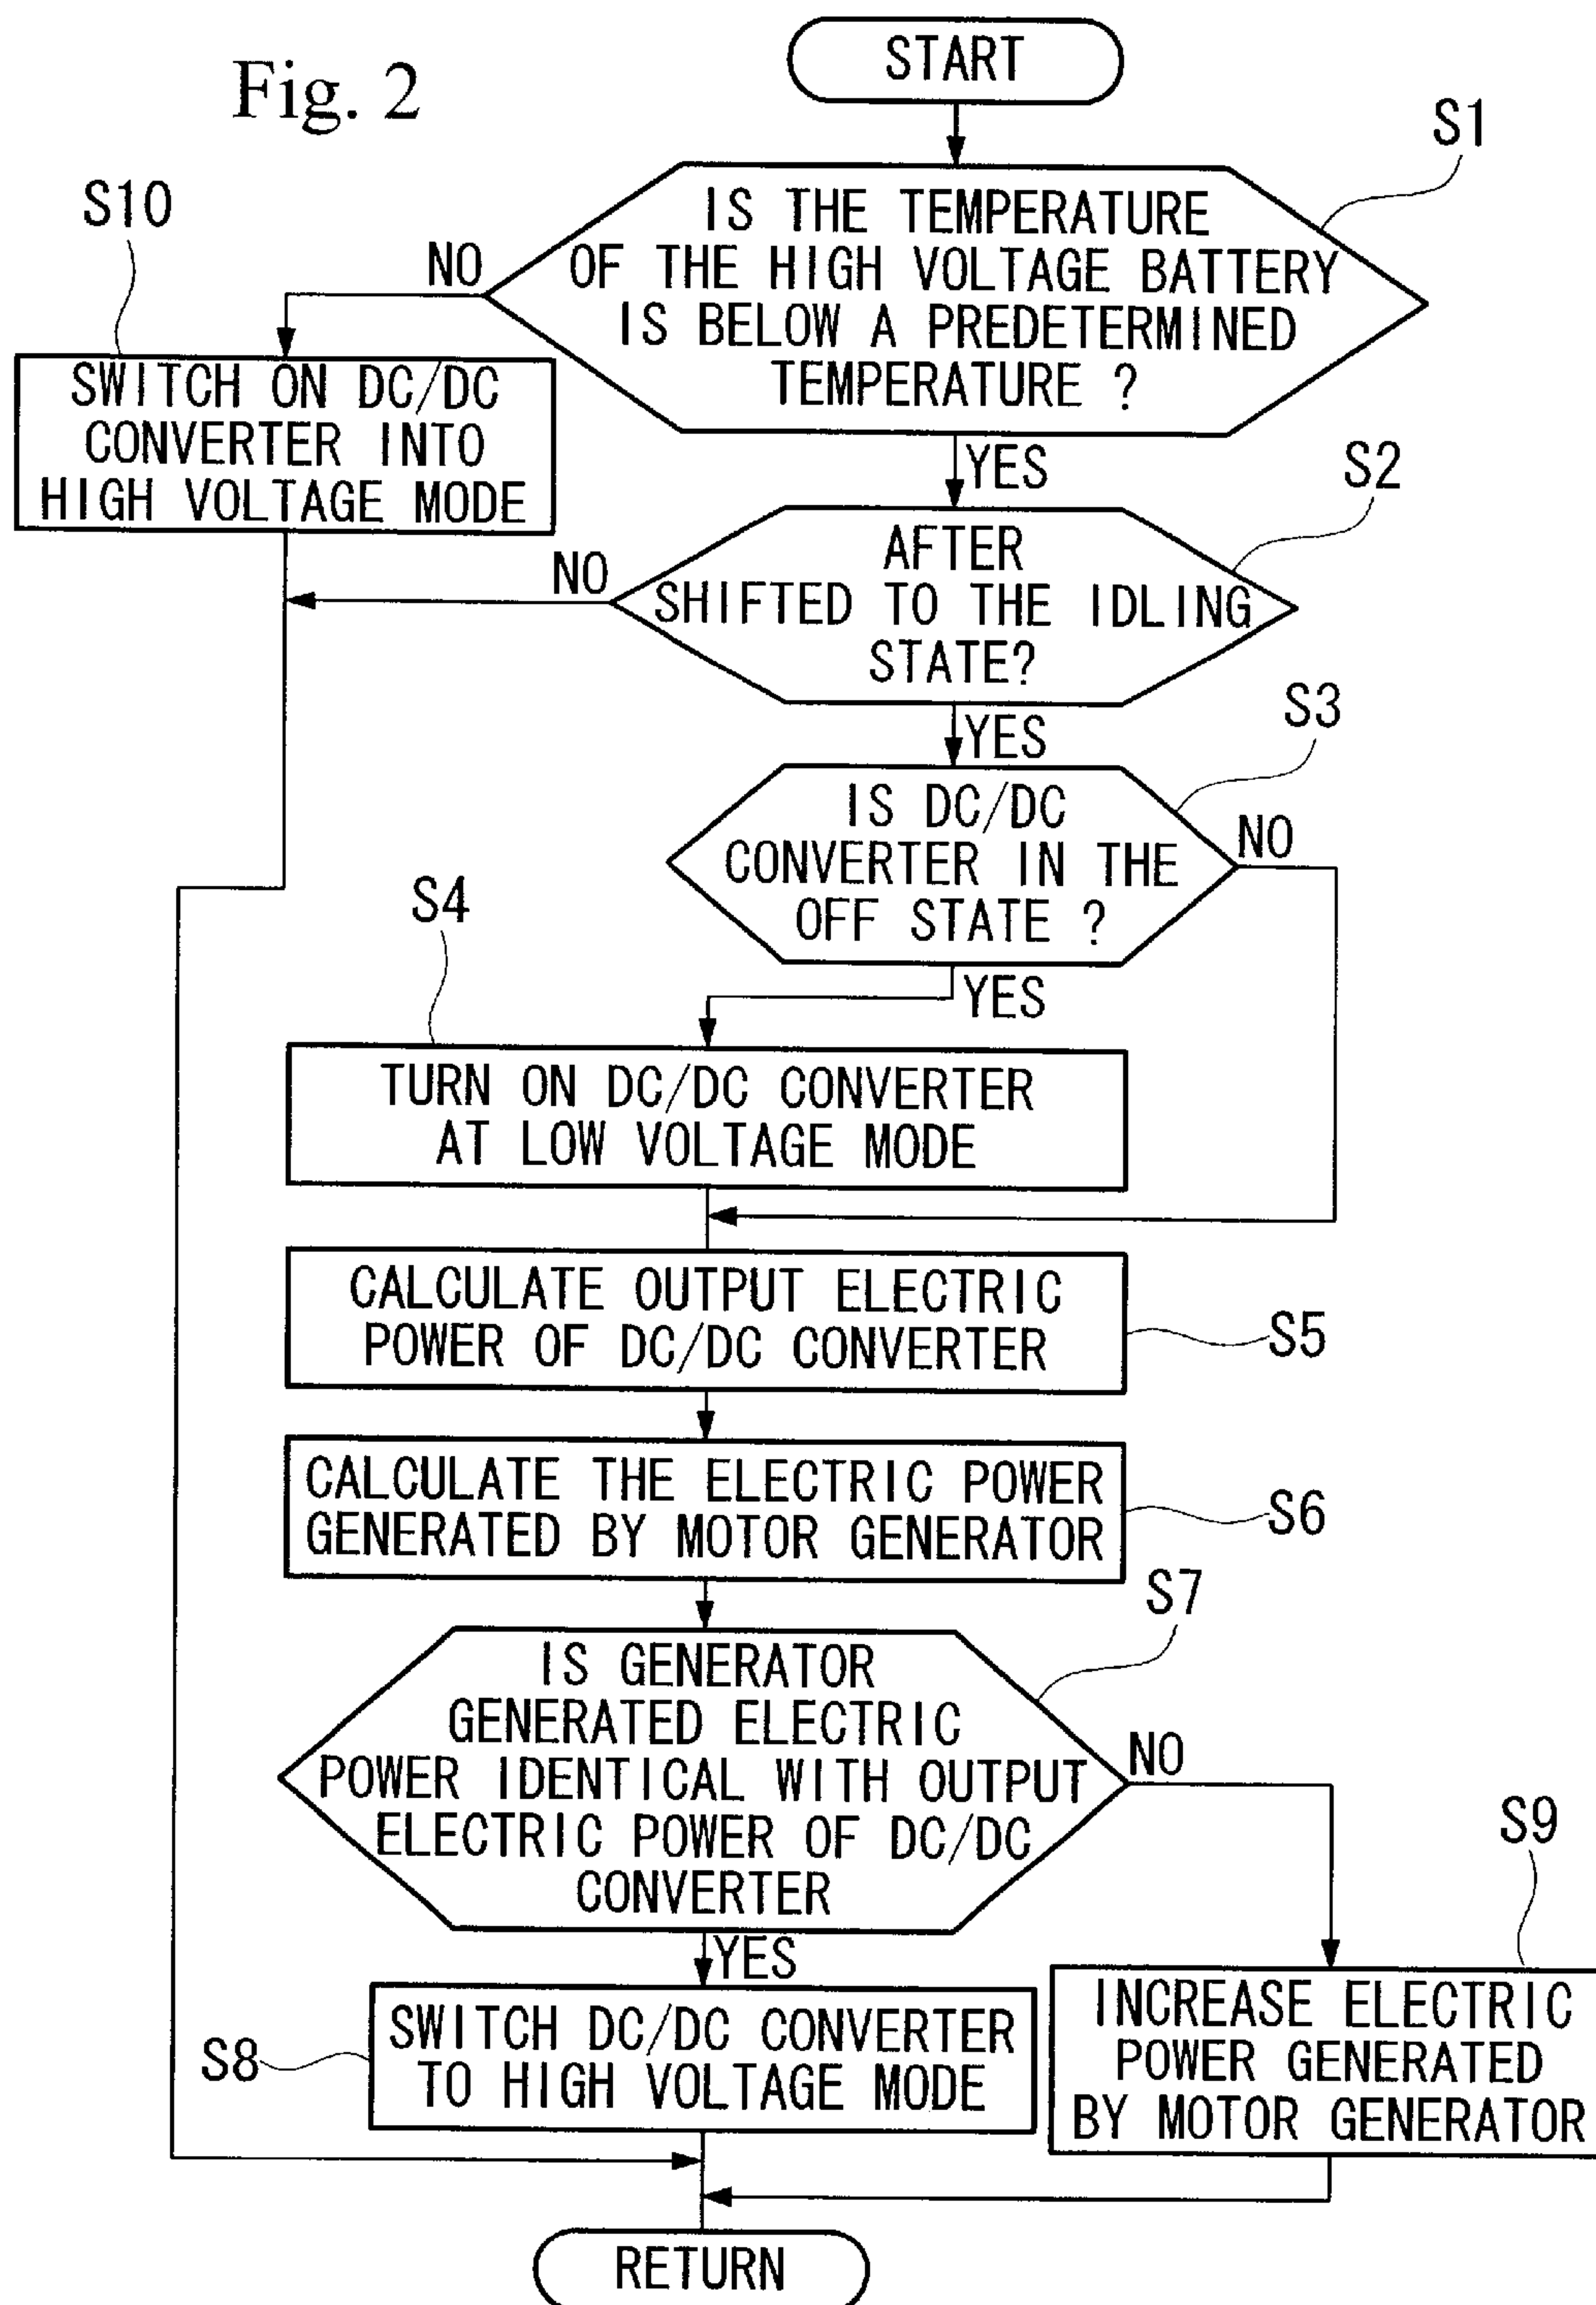 Fig. 2
START
S1
IS THE TEMPERATURE
OF THE HIGH VOLTAGE BATTERY
IS BELOW A PREDETERMINED
TEMPERATURE ?
NO
S10
SWITCH ON DC/DC
CONVERTER INTO
HIGH VOLTAGE MODE
YES
S2
AFTER
SHIFTED TO THE IDLING
STATE?
NO
YES
S3
IS DC/DC
CONVERTER IN THE
OFF STATE ?
NO
YES
S4
TURN ON DC/DC CONVERTER
AT LOW VOLTAGE MODE
CALCULATE OUTPUT ELECTRIC
POWER OF DC/DC CONVERTER
S5
CALCULATE THE ELECTRIC POWER
GENERATED BY MOTOR GENERATOR
S6
S7
IS GENERATOR
GENERATED ELECTRIC
POWER IDENTICAL WITH OUTPUT
ELECTRIC POWER OF DC/DC
CONVERTER
NO
YES
S9
INCREASE ELECTRIC
POWER GENERATED
BY MOTOR GENERATOR
S8
SWITCH DC/DC CONVERTER
TO HIGH VOLTAGE MODE
RETURN